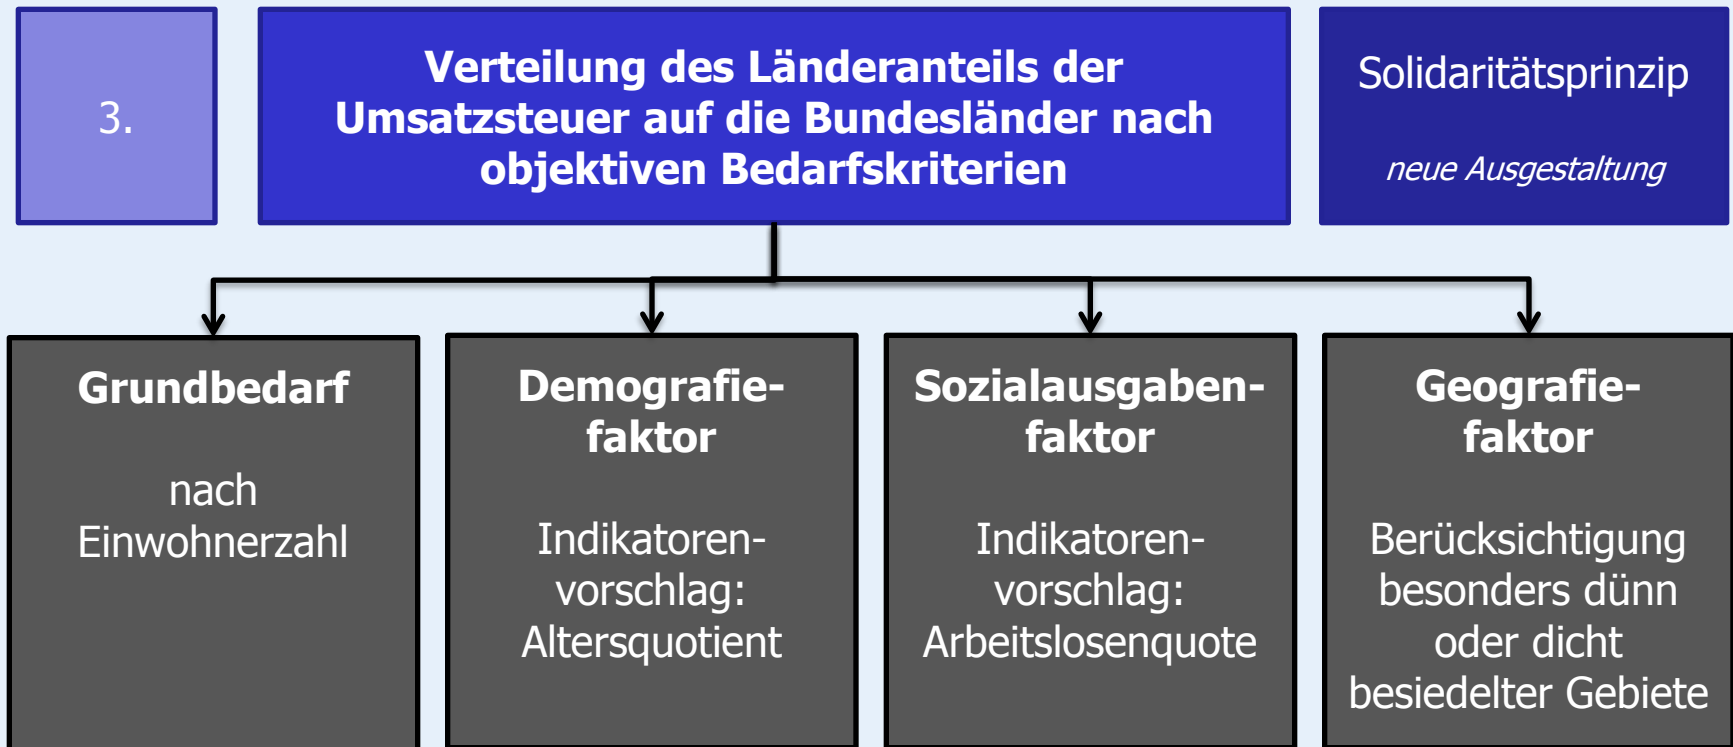 3.
Verteilung des Länderanteils der
Umsatzsteuer auf die Bundesländer nach
objektiven Bedarfskriterien
Solidaritätsprinzip
neue Ausgestaltung
Grundbedarf
nach
Einwohnerzahl
Demografie-
faktor
Indikatoren-
vorschlag:
Altersquotient
Sozialausgaben-
faktor
Indikatoren-
vorschlag:
Arbeitslosenquote
Geografie-
faktor
Berücksichtigung
besonders dünn
oder dicht
besiedelter Gebiete